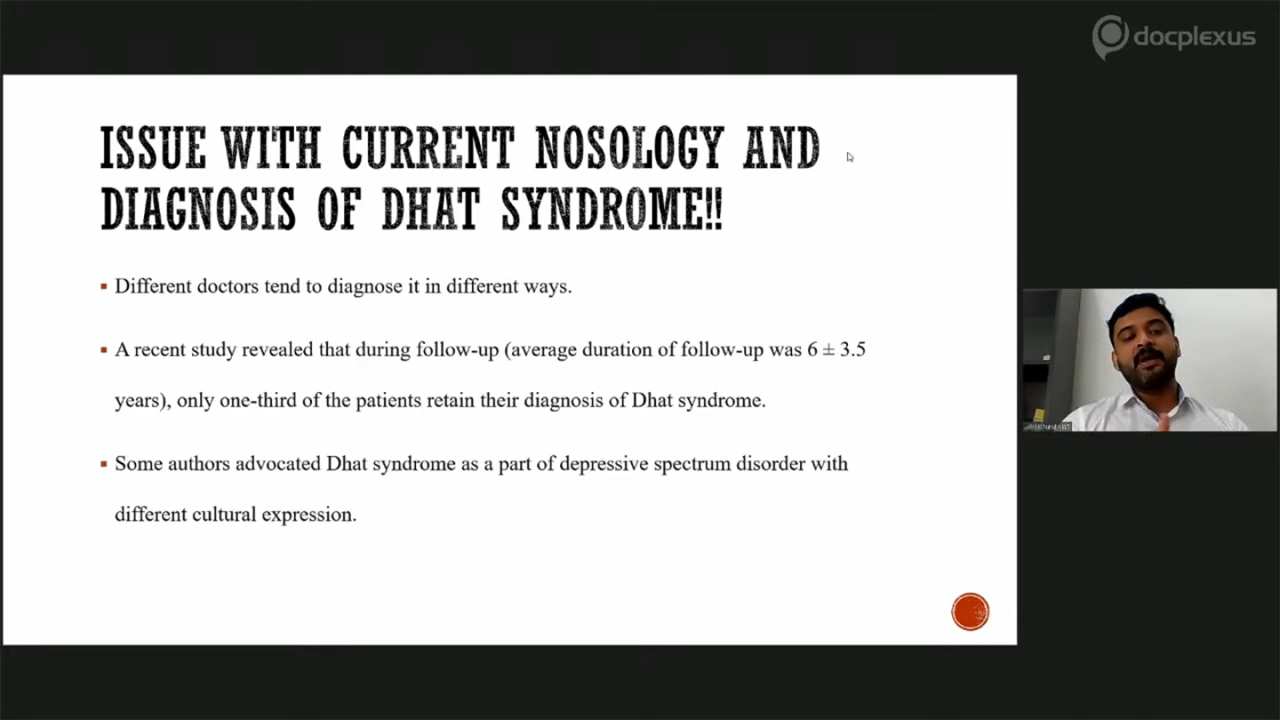 docplexus
ISSUE WITH CURRENT NOSOLOGY AND
DIAGNOSIS OF DHAT SYNDROME!!
▪ Different doctors tend to diagnose it in different ways.
▪ A recent study revealed that during follow-up (average duration of follow-up was 6 ± 3.5
years), only one-third of the patients retain their diagnosis of Dhat syndrome.
▪ Some authors advocated Dhat syndrome as a part of depressive spectrum disorder with
different cultural expression.